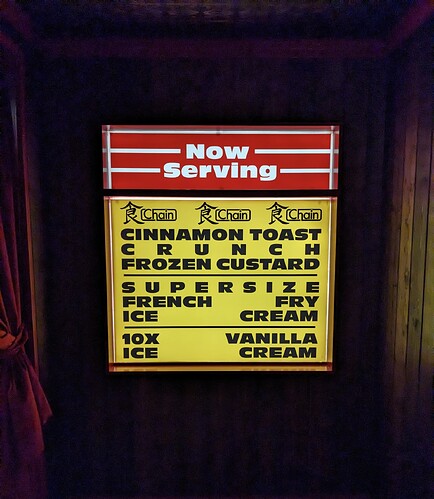 Now
Serving
食 Chain 食 Chain 食 Chain
CINNAMON TOAST
CRUNCH
FROZEN CUSTARD
SUPERSIZE
FRENCH FRY
ICE CREAM
10X VANILLA
ICE CREAM